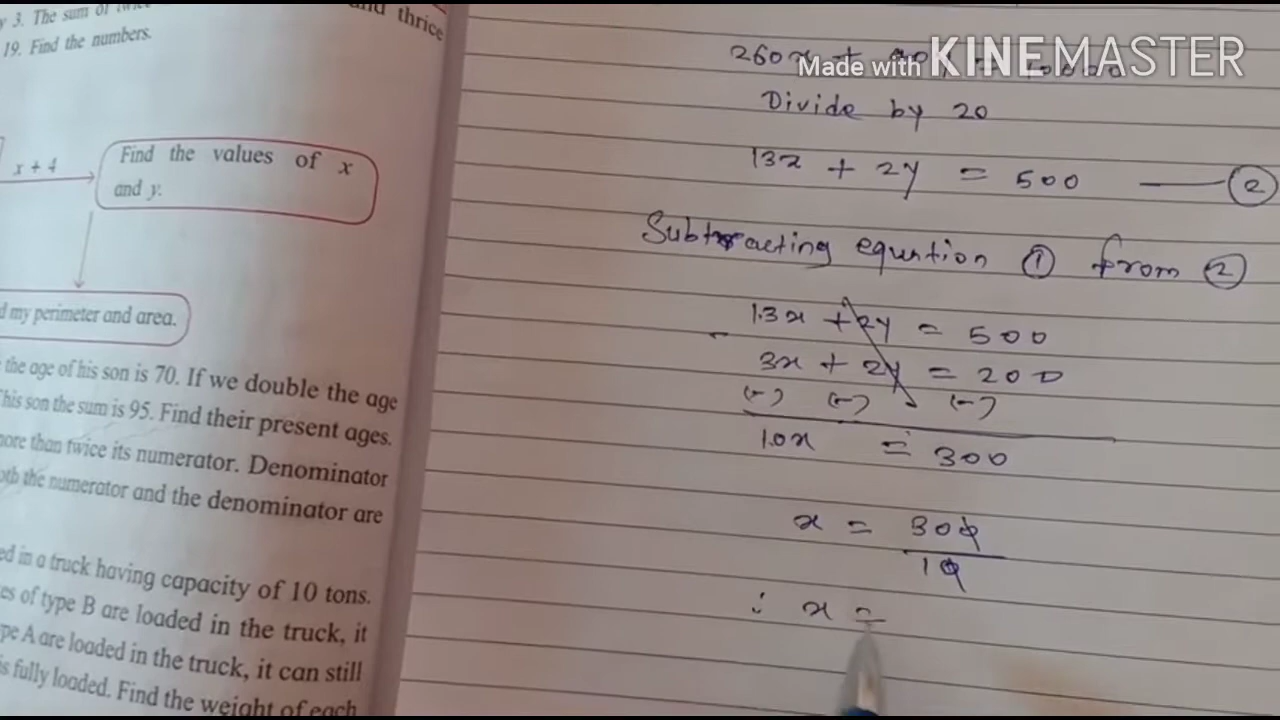 y 3. The sum of twice
and thrice
19. Find the numbers.
x + 4
Find the values of x
and y.
d my perimeter and area.
the age of his son is 70. If we double the age
his son the sum is 95. Find their present ages.
more than twice its numerator. Denominator
oth the numerator and the denominator are
ed in a truck having capacity of 10 tons.
es of type B are loaded in the truck, it
ype A are loaded in the truck, it can still
is fully loaded. Find the weight of each
Made with KINEMASTER
260x +
Divide by 20
13x + 2y = 500 — ②
Subtracting equntion ① from ②
13x + 2y = 500
- 3x + 2y = 200
(-) (-) (-)
10x = 300
x = 300
10
∴ x =